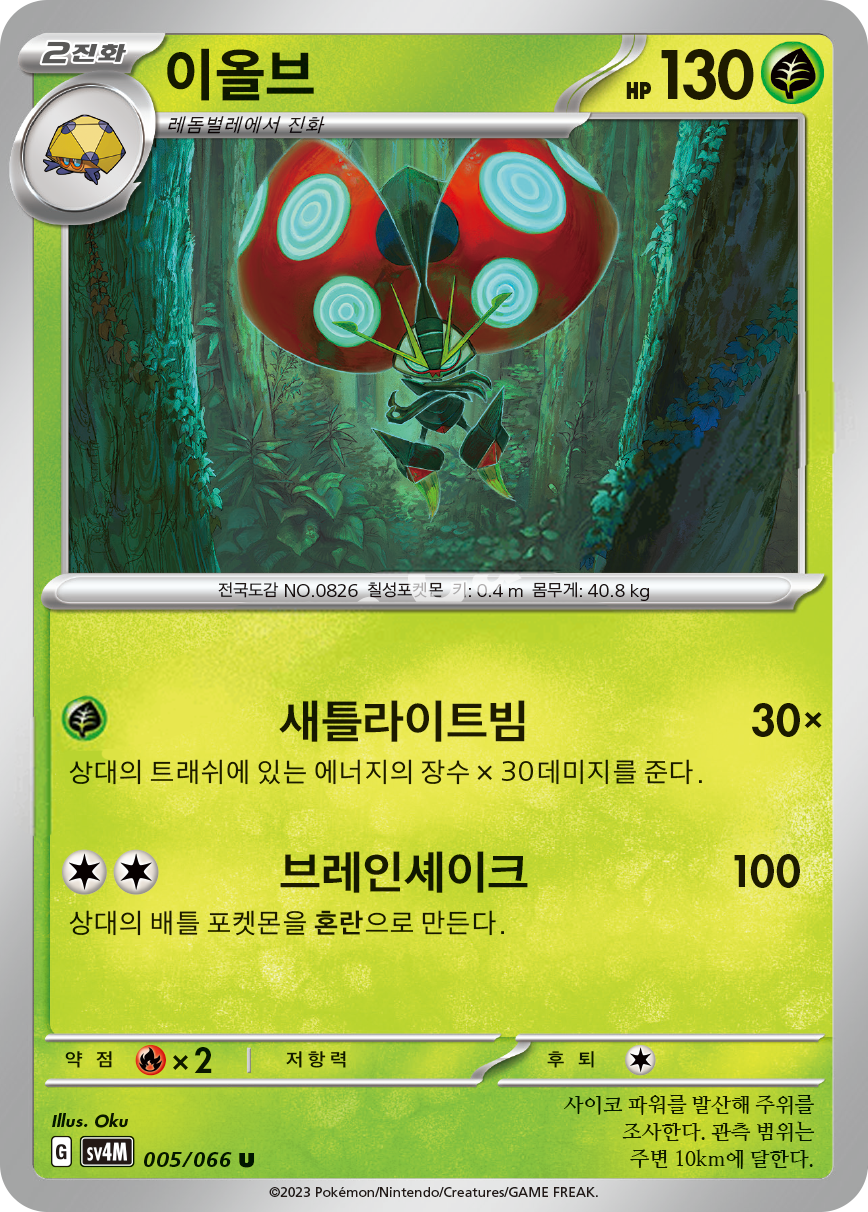 2진화
이올브
HP 130
레돔벌레에서 진화
전국도감 NO.0826 칠성포켓몬 키: 0.4 m 몸무게: 40.8 kg
새틀라이트빔 30×
상대의 트래쉬에 있는 에너지의 장수 × 30데미지를 준다.
브레인셰이크 100
상대의 배틀 포켓몬을 혼란으로 만든다.
약점 ×2 저항력 후퇴
Illus. Oku
사이코 파워를 발산해 주위를
조사한다. 관측 범위는
주변 10km에 달한다.
G sv4M 005/066 U
©2023 Pokémon/Nintendo/Creatures/GAME FREAK.